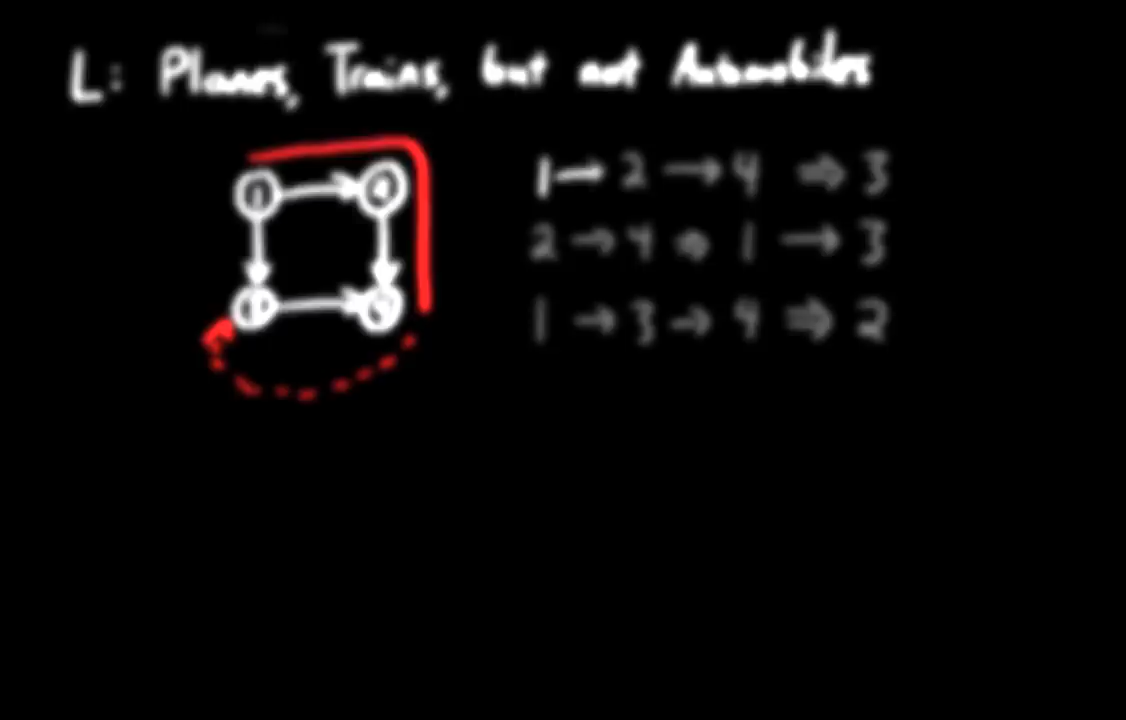 L: Planes, Trains, but not Automobiles
1 → 2 → 4 ⇒ 3
2 → 4 ⇒ 1 → 3
1 → 3 → 4 ⇒ 2